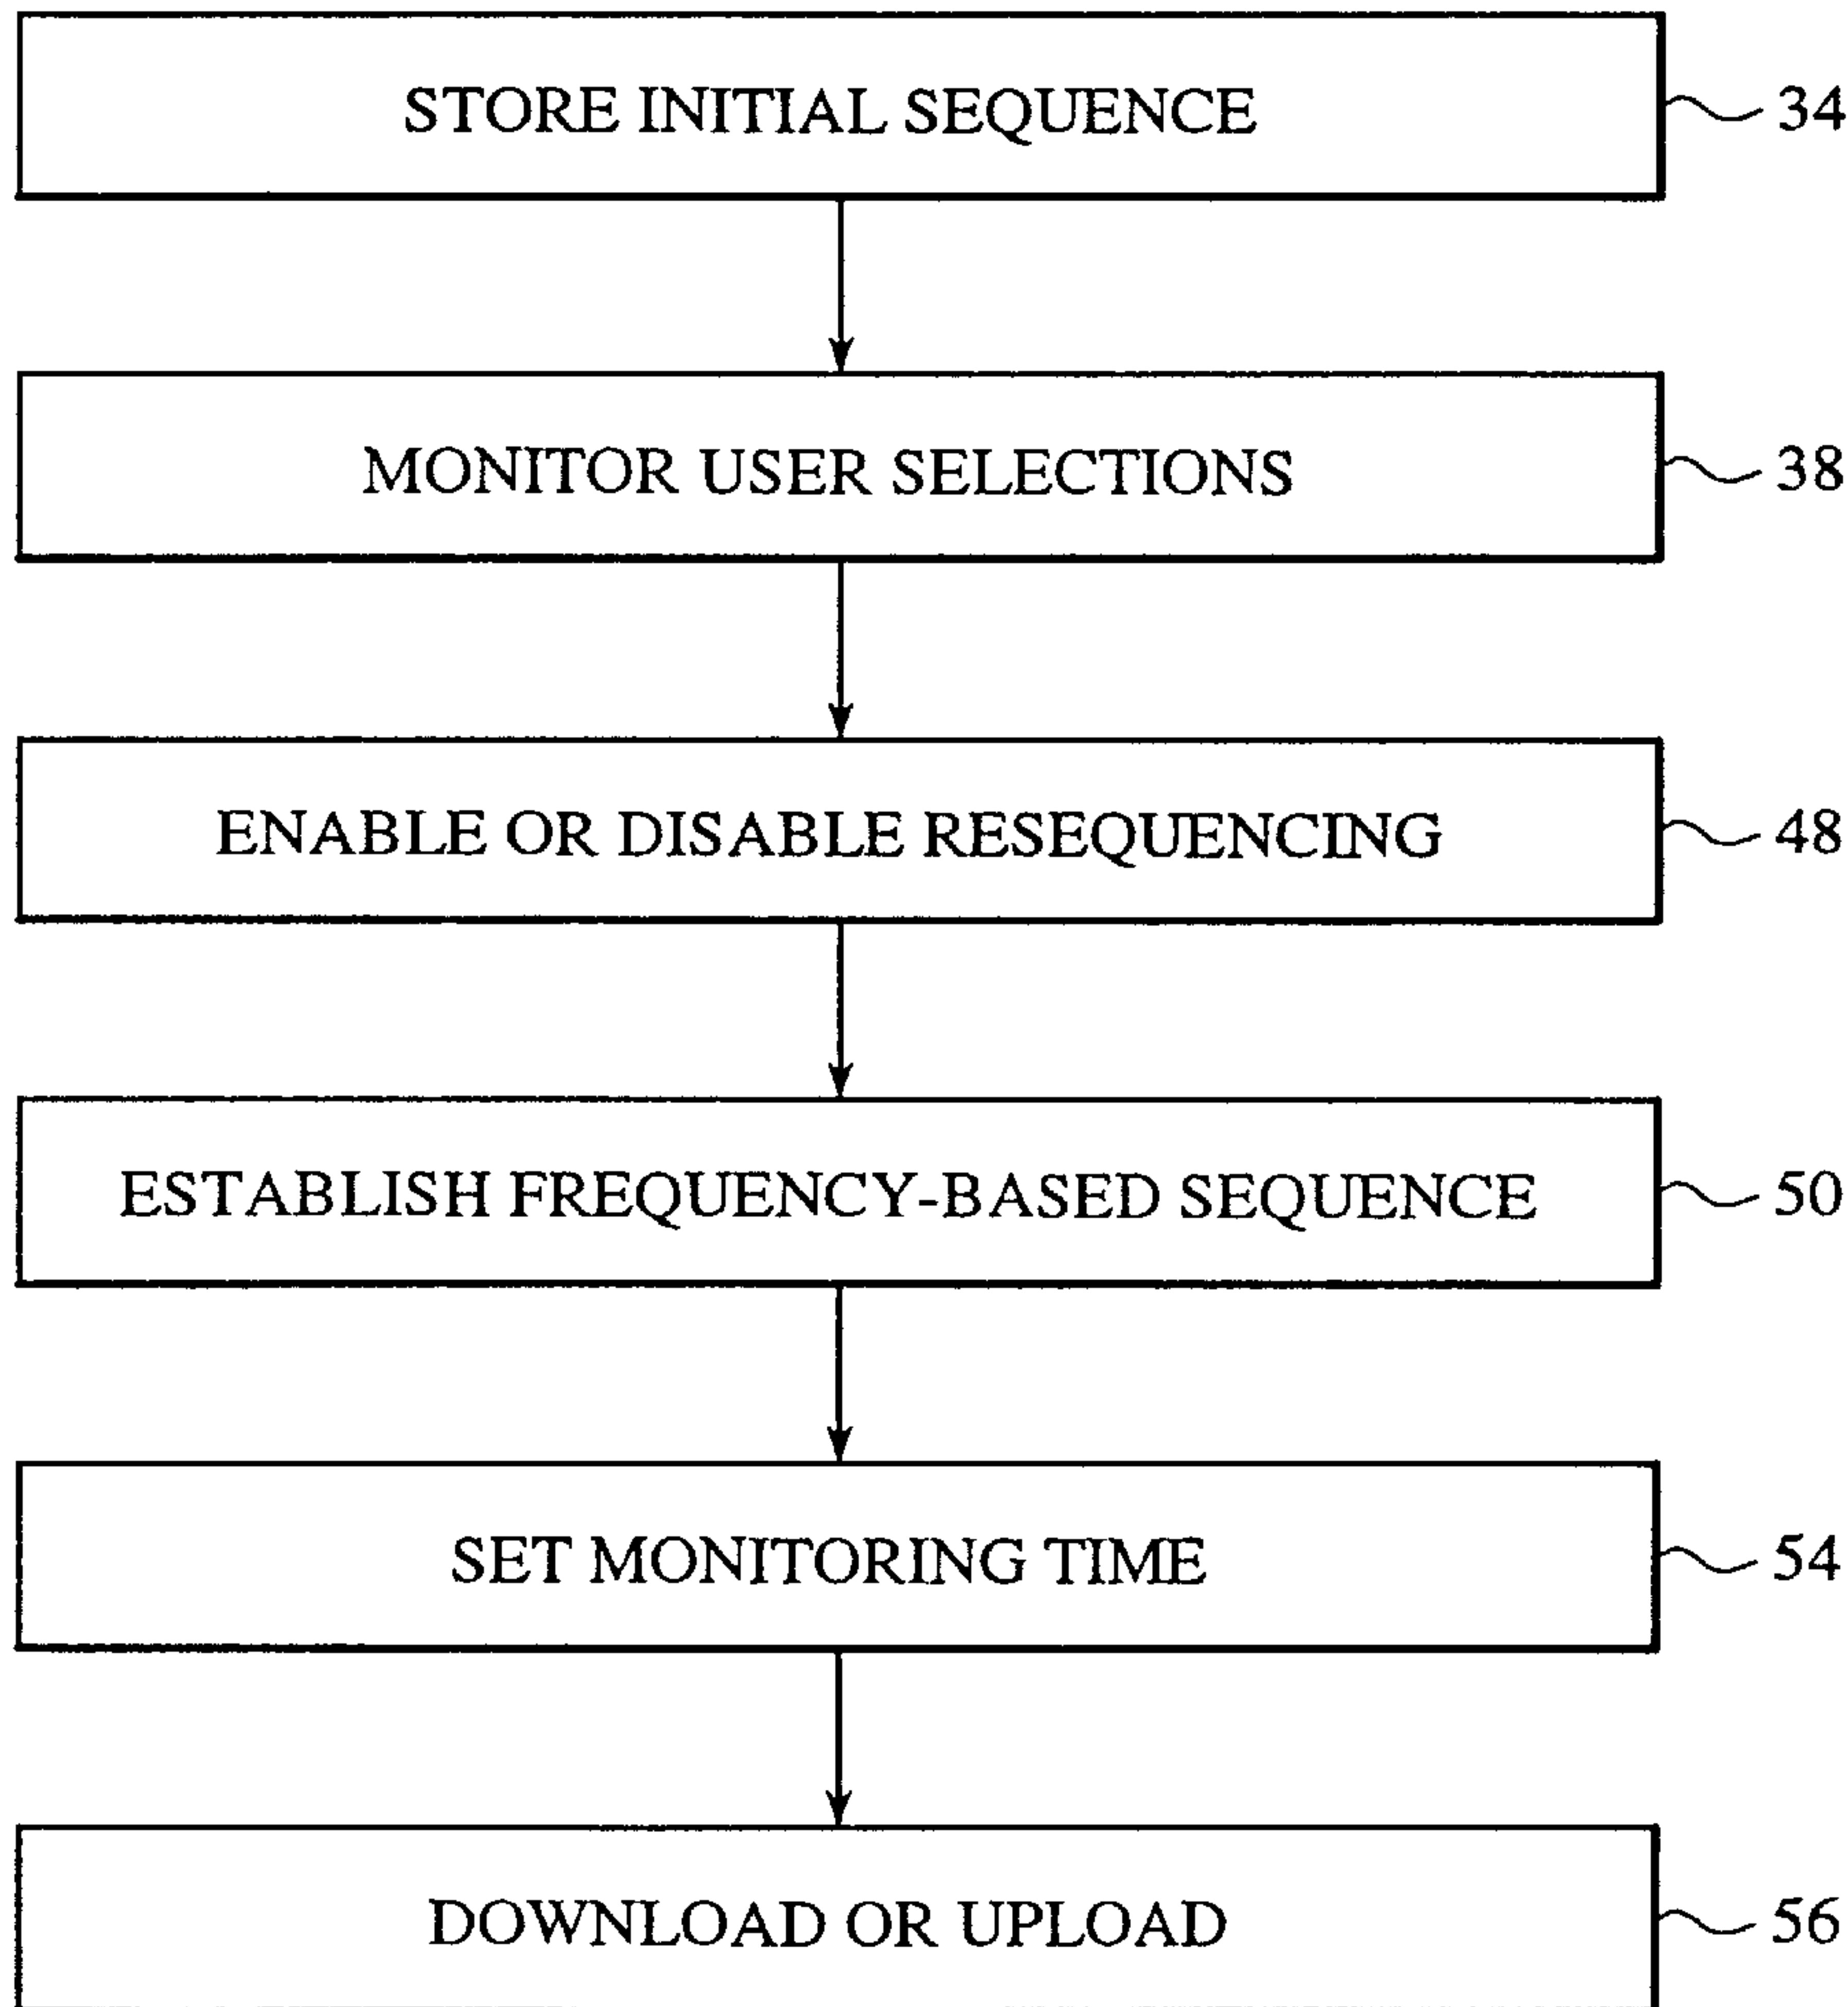 STORE INITIAL SEQUENCE 34
MONITOR USER SELECTIONS 38
ENABLE OR DISABLE RESEQUENCING 48
ESTABLISH FREQUENCY-BASED SEQUENCE 50
SET MONITORING TIME 54
DOWNLOAD OR UPLOAD 56